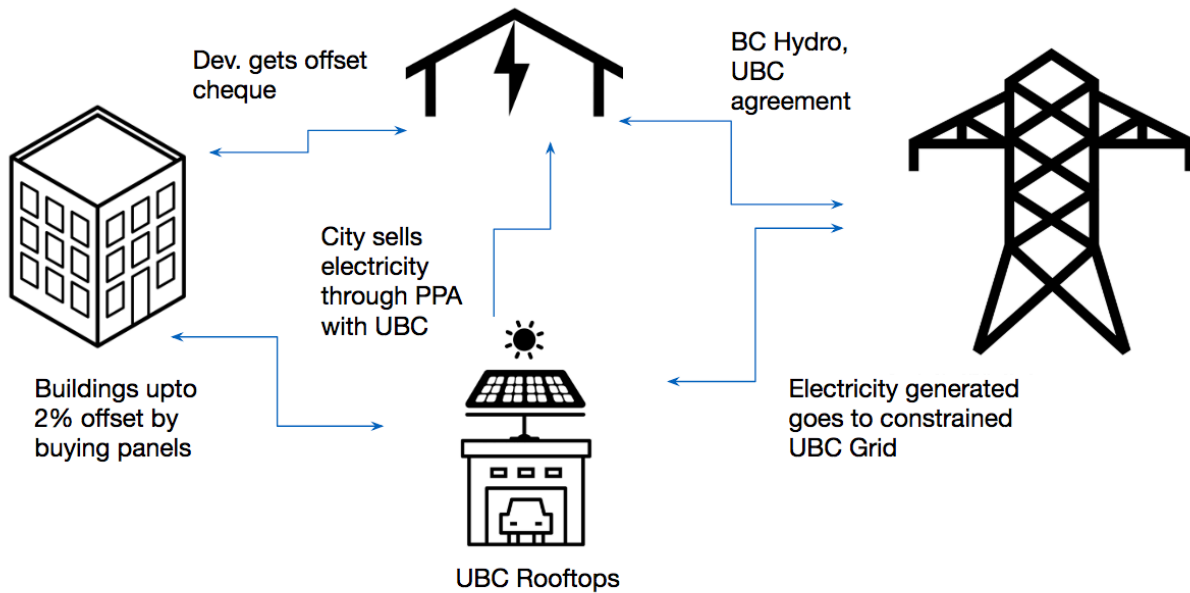 Dev. gets offset
cheque
BC Hydro,
UBC
agreement
City sells
electricity
through PPA
with UBC
Buildings upto
2% offset by
buying panels
Electricity generated
goes to constrained
UBC Grid
UBC Rooftops